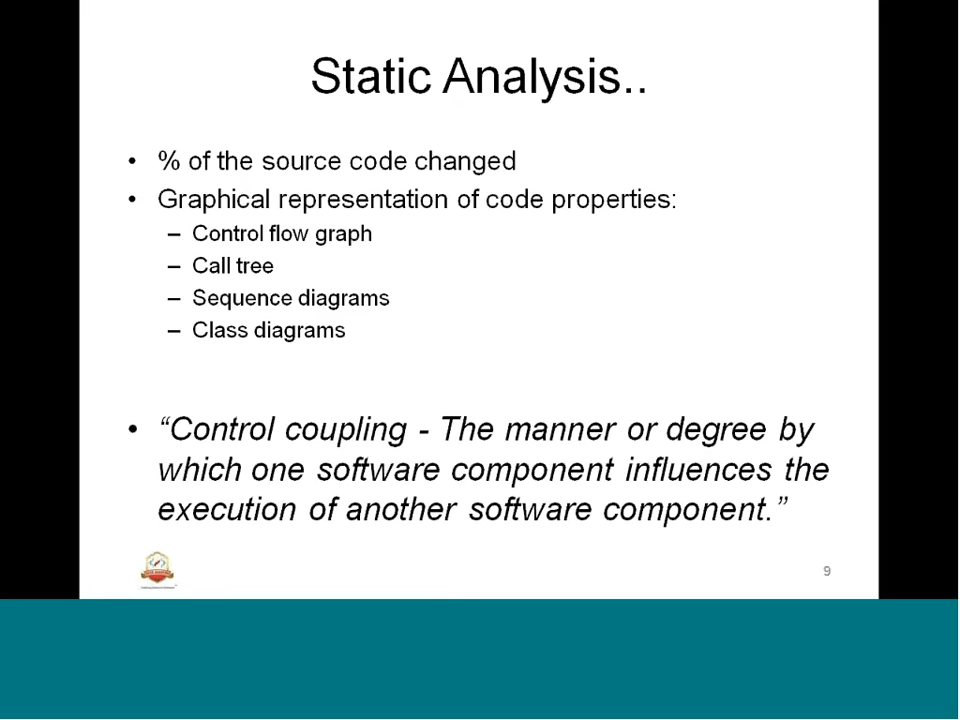 Static Analysis..
• % of the source code changed
• Graphical representation of code properties:
– Control flow graph
– Call tree
– Sequence diagrams
– Class diagrams
• “Control coupling - The manner or degree by
which one software component influences the
execution of another software component.”
9